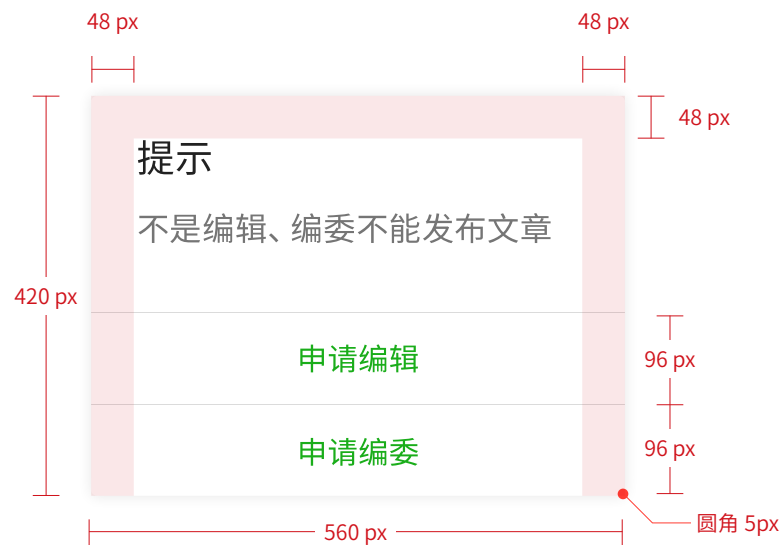 48 px
48 px
48 px
提示
不是编辑、编委不能发布文章
420 px
申请编辑
96 px
申请编委
96 px
圆角 5px
560 px